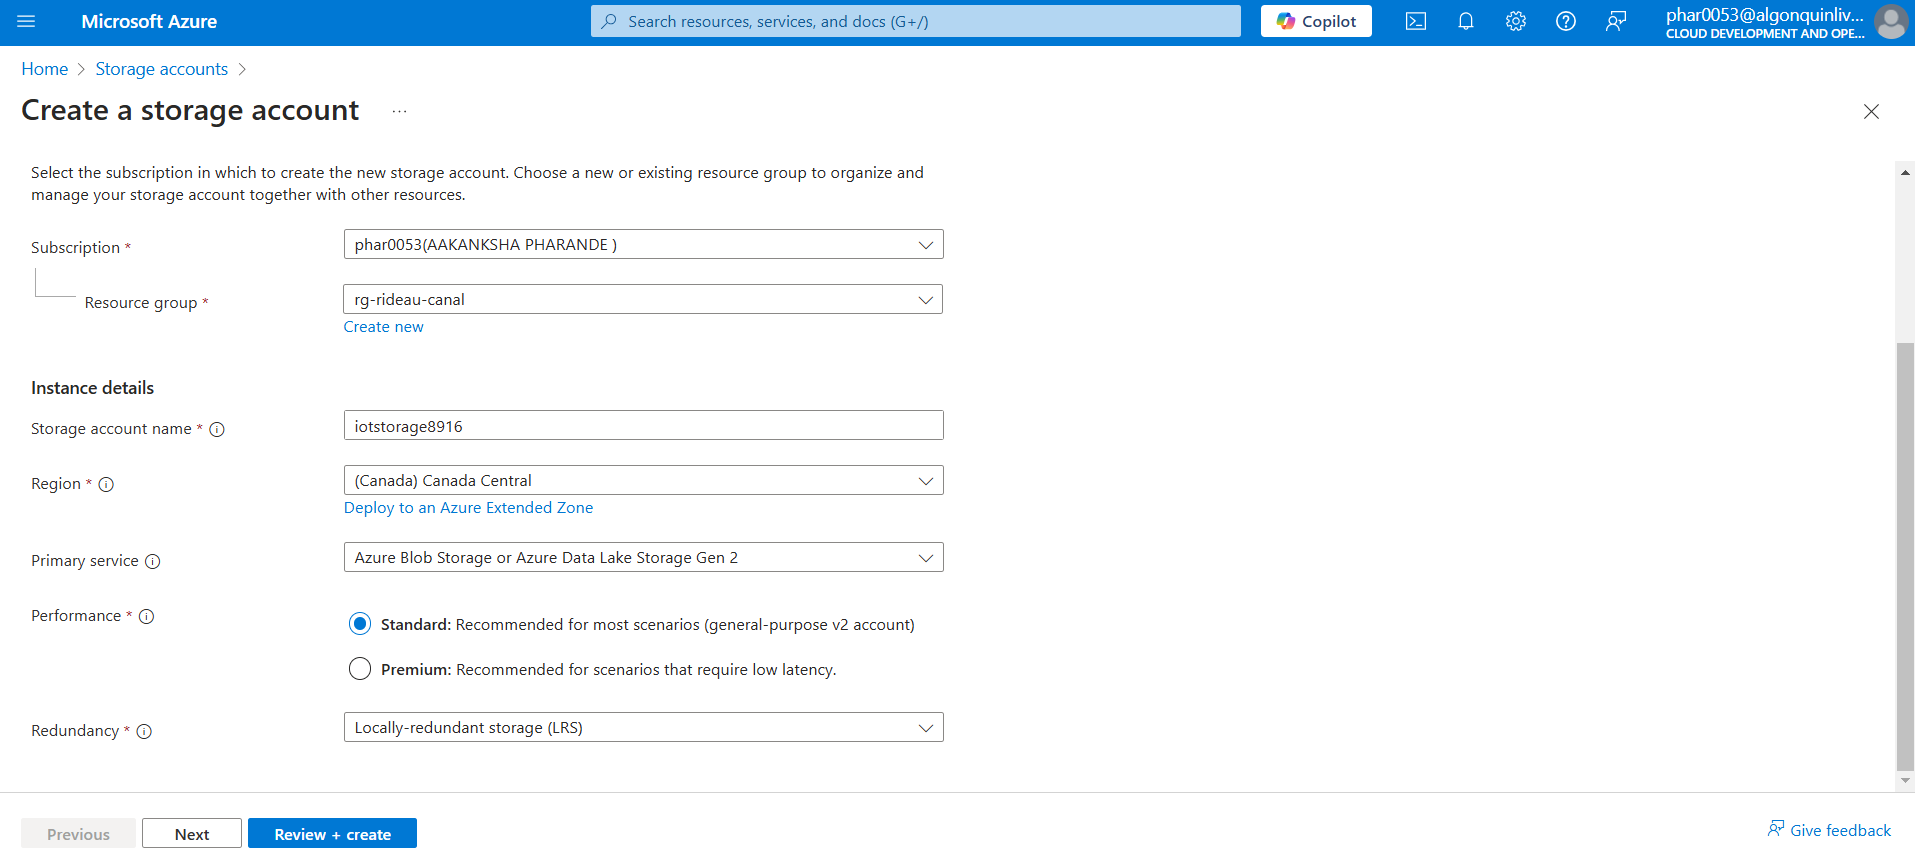 Microsoft Azure
Search resources, services, and docs (G+/)
Copilot
phar0053@algonquinliv...
CLOUD DEVELOPMENT AND OPE...
Home > Storage accounts >
Create a storage account ...
Select the subscription in which to create the new storage account. Choose a new or existing resource group to organize and
manage your storage account together with other resources.
Subscription * phar0053(AAKANKSHA PHARANDE )
Resource group * rg-rideau-canal
Create new
Instance details
Storage account name * iotstorage8916
Region * (Canada) Canada Central
Deploy to an Azure Extended Zone
Primary service Azure Blob Storage or Azure Data Lake Storage Gen 2
Performance * Standard: Recommended for most scenarios (general-purpose v2 account)
Premium: Recommended for scenarios that require low latency.
Redundancy * Locally-redundant storage (LRS)
Previous Next Review + create Give feedback